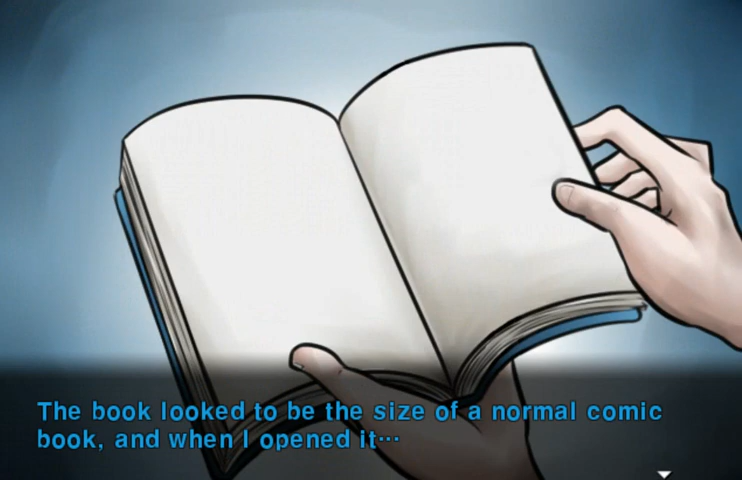 The book looked to be the size of a normal comic
book, and when I opened it…